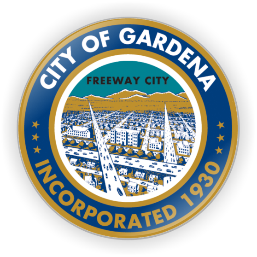 CITY OF GARDENA
FREEWAY CITY
INCORPORATED 1930